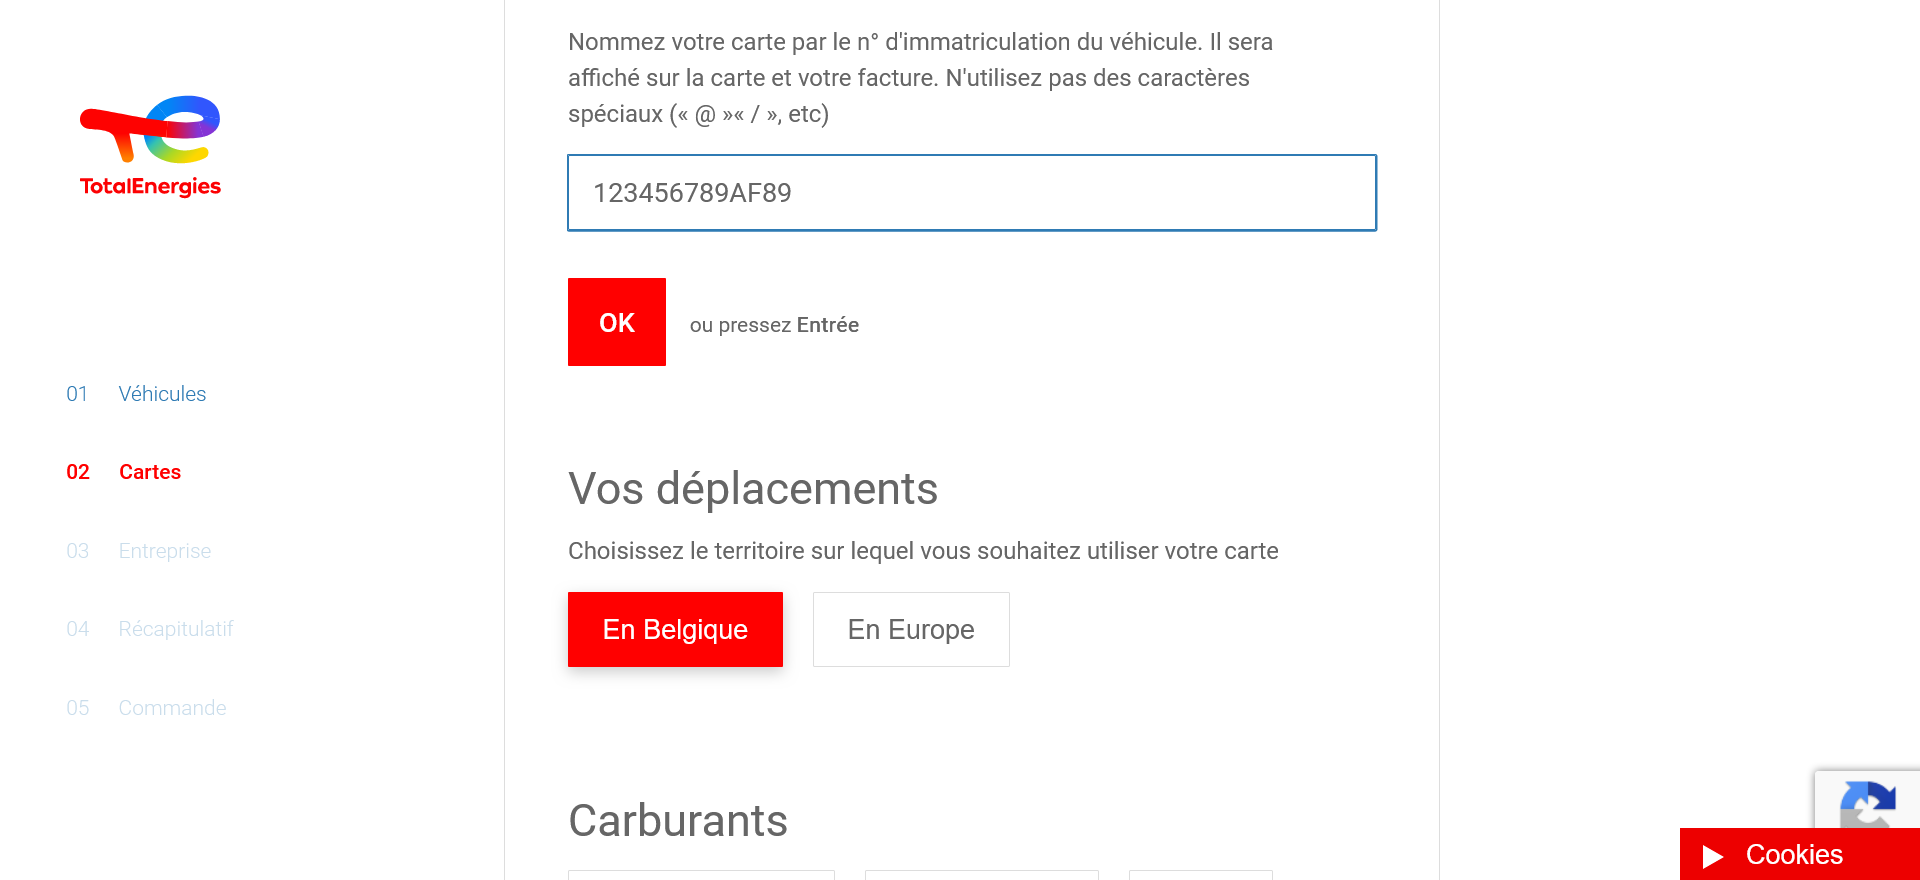 TotalEnergies
01 Véhicules
02 Cartes
03 Entreprise
04 Récapitulatif
05 Commande
Nommez votre carte par le n° d'immatriculation du véhicule. Il sera
affiché sur la carte et votre facture. N'utilisez pas des caractères
spéciaux (« @ »« / », etc)
123456789AF89
OK ou pressez Entrée
Vos déplacements
Choisissez le territoire sur lequel vous souhaitez utiliser votre carte
En Belgique En Europe
Carburants
Cookies